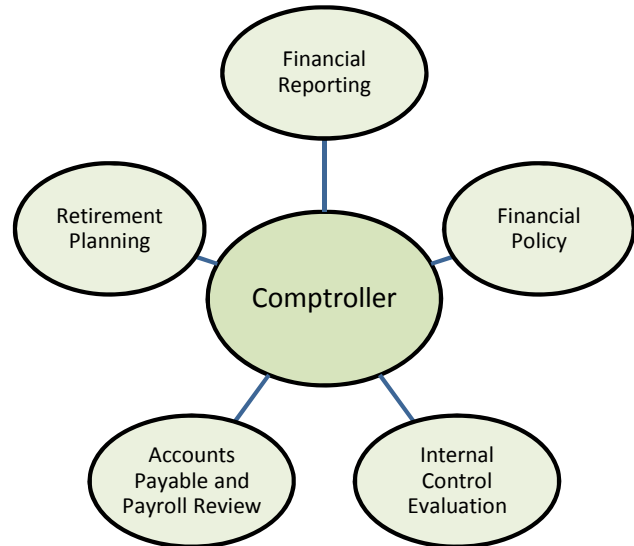 Financial
Reporting
Retirement
Planning
Financial
Policy
Comptroller
Accounts
Payable and
Payroll Review
Internal
Control
Evaluation